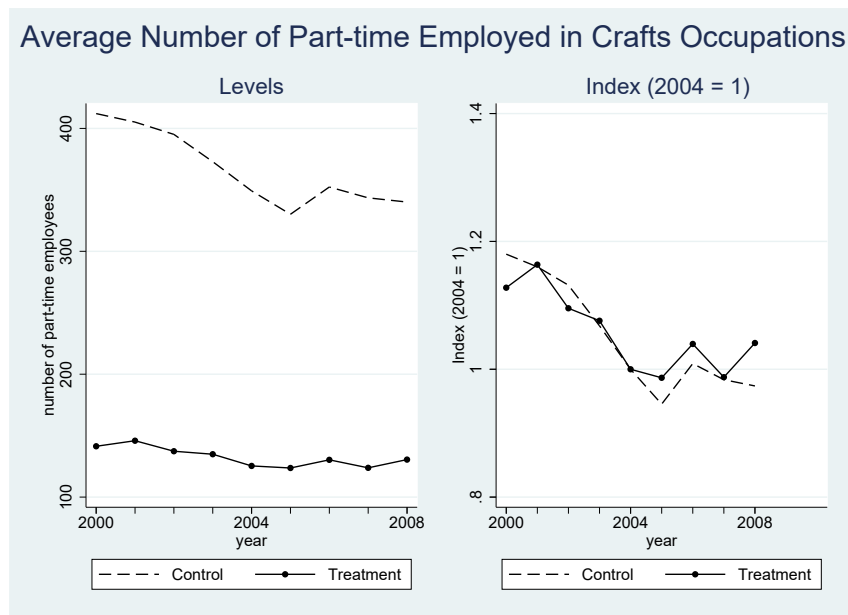 Average Number of Part-time Employed in Crafts Occupations
Levels
number of part-time employees
400
300
200
100
2000
2004
2008
year
Control
Treatment
Index (2004 = 1)
Index (2004 = 1)
1.4
1.2
1
.8
2000
2004
2008
year
Control
Treatment